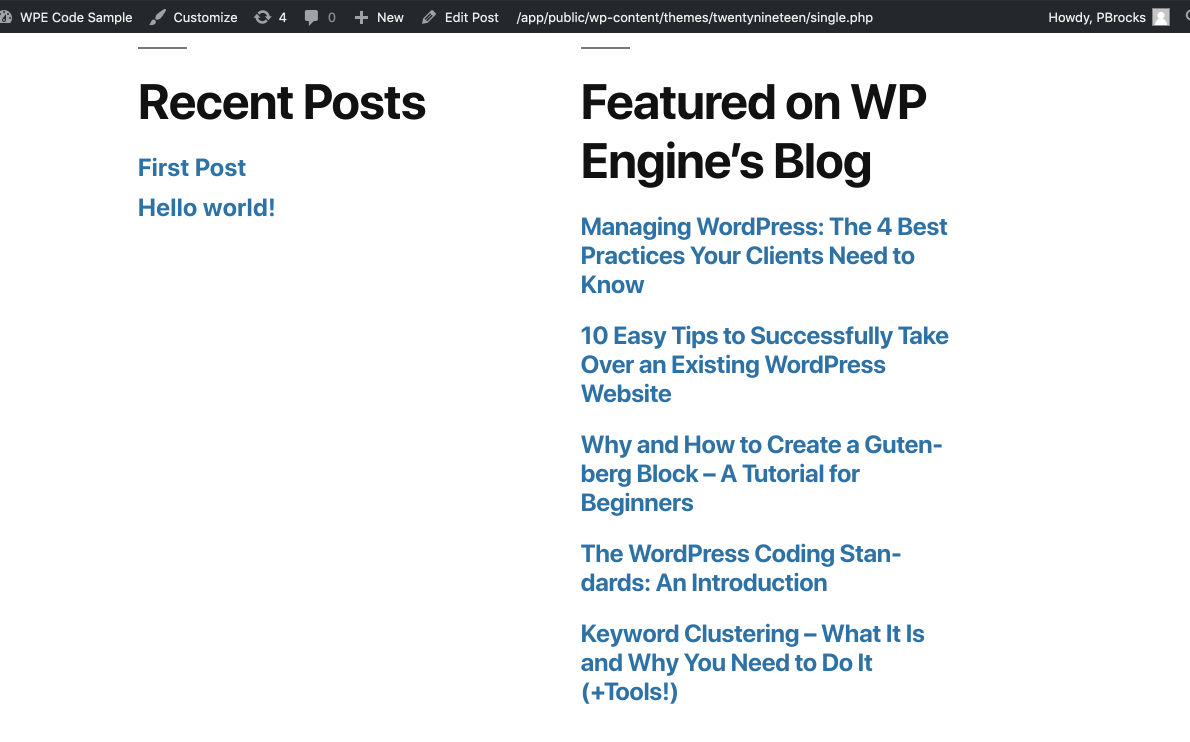 WPE Code Sample Customize 4 0 New Edit Post /app/public/wp-content/themes/twentynineteen/single.php Howdy, PBrocks
Recent Posts
First Post
Hello world!
Featured on WP
Engine’s Blog
Managing WordPress: The 4 Best
Practices Your Clients Need to
Know
10 Easy Tips to Successfully Take
Over an Existing WordPress
Website
Why and How to Create a Guten-
berg Block – A Tutorial for
Beginners
The WordPress Coding Stan-
dards: An Introduction
Keyword Clustering – What It Is
and Why You Need to Do It
(+Tools!)